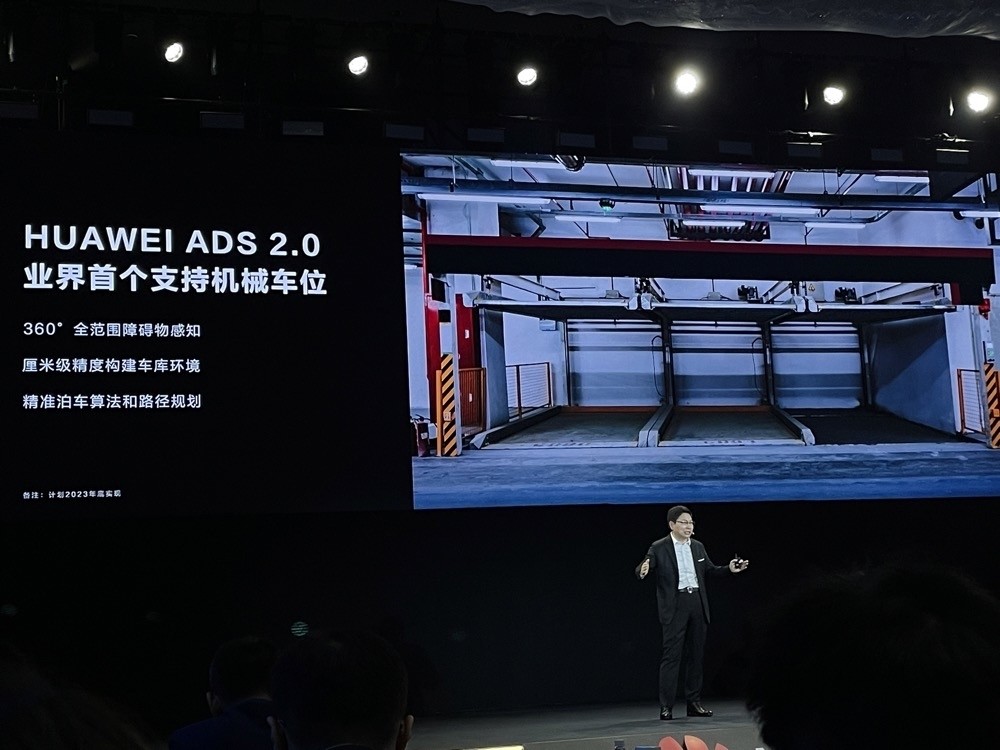 HUAWEI ADS 2.0
业界首个支持机械车位
360° 全范围障碍物感知
厘米级精度构建车库环境
精准泊车算法和路径规划
备注：计划2023年底实现